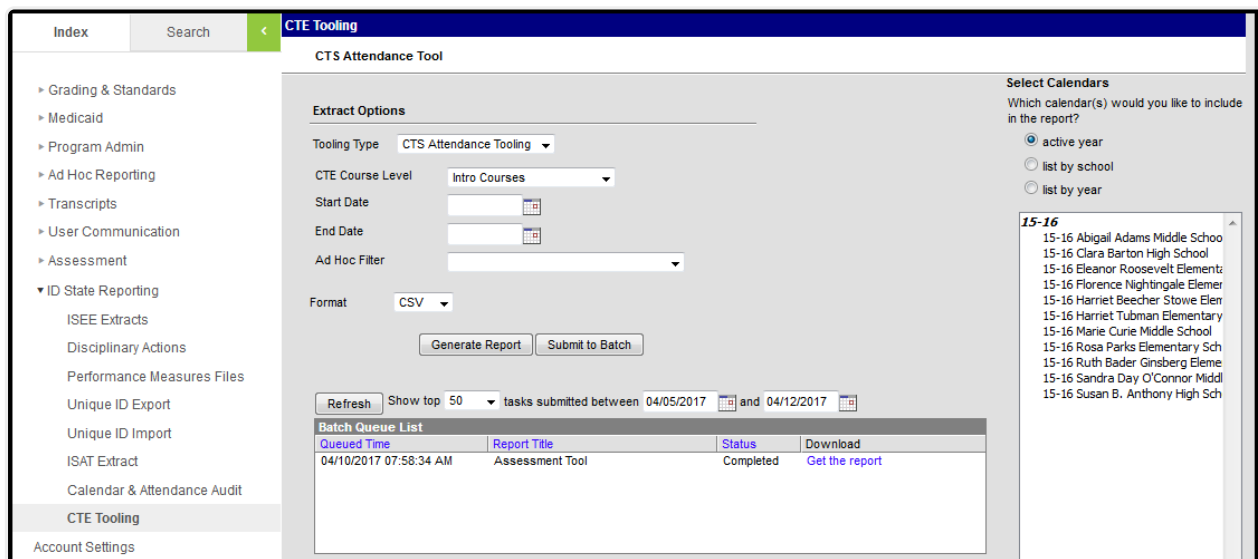 Index
Search
CTE Tooling
CTS Attendance Tool
Grading & Standards
Medicaid
Program Admin
Ad Hoc Reporting
Transcripts
User Communication
Assessment
ID State Reporting
ISEE Extracts
Disciplinary Actions
Performance Measures Files
Unique ID Export
Unique ID Import
ISAT Extract
Calendar & Attendance Audit
CTE Tooling
Account Settings
Extract Options
Tooling Type CTS Attendance Tooling
CTE Course Level Intro Courses
Start Date
End Date
Ad Hoc Filter
Format CSV
Generate Report Submit to Batch
Refresh Show top 50 tasks submitted between 04/05/2017 and 04/12/2017
Batch Queue List
Queued Time Report Title Status Download
04/10/2017 07:58:34 AM Assessment Tool Completed Get the report
Select Calendars
Which calendar(s) would you like to include
in the report?
active year
list by school
list by year
15-16
15-16 Abigail Adams Middle Schoo
15-16 Clara Barton High School
15-16 Eleanor Roosevelt Elementa
15-16 Florence Nightingale Elemer
15-16 Harriet Beecher Stowe Elem
15-16 Harriet Tubman Elementary
15-16 Marie Curie Middle School
15-16 Rosa Parks Elementary Sch
15-16 Ruth Bader Ginsberg Eleme
15-16 Sandra Day O'Connor Middl
15-16 Susan B. Anthony High Sch